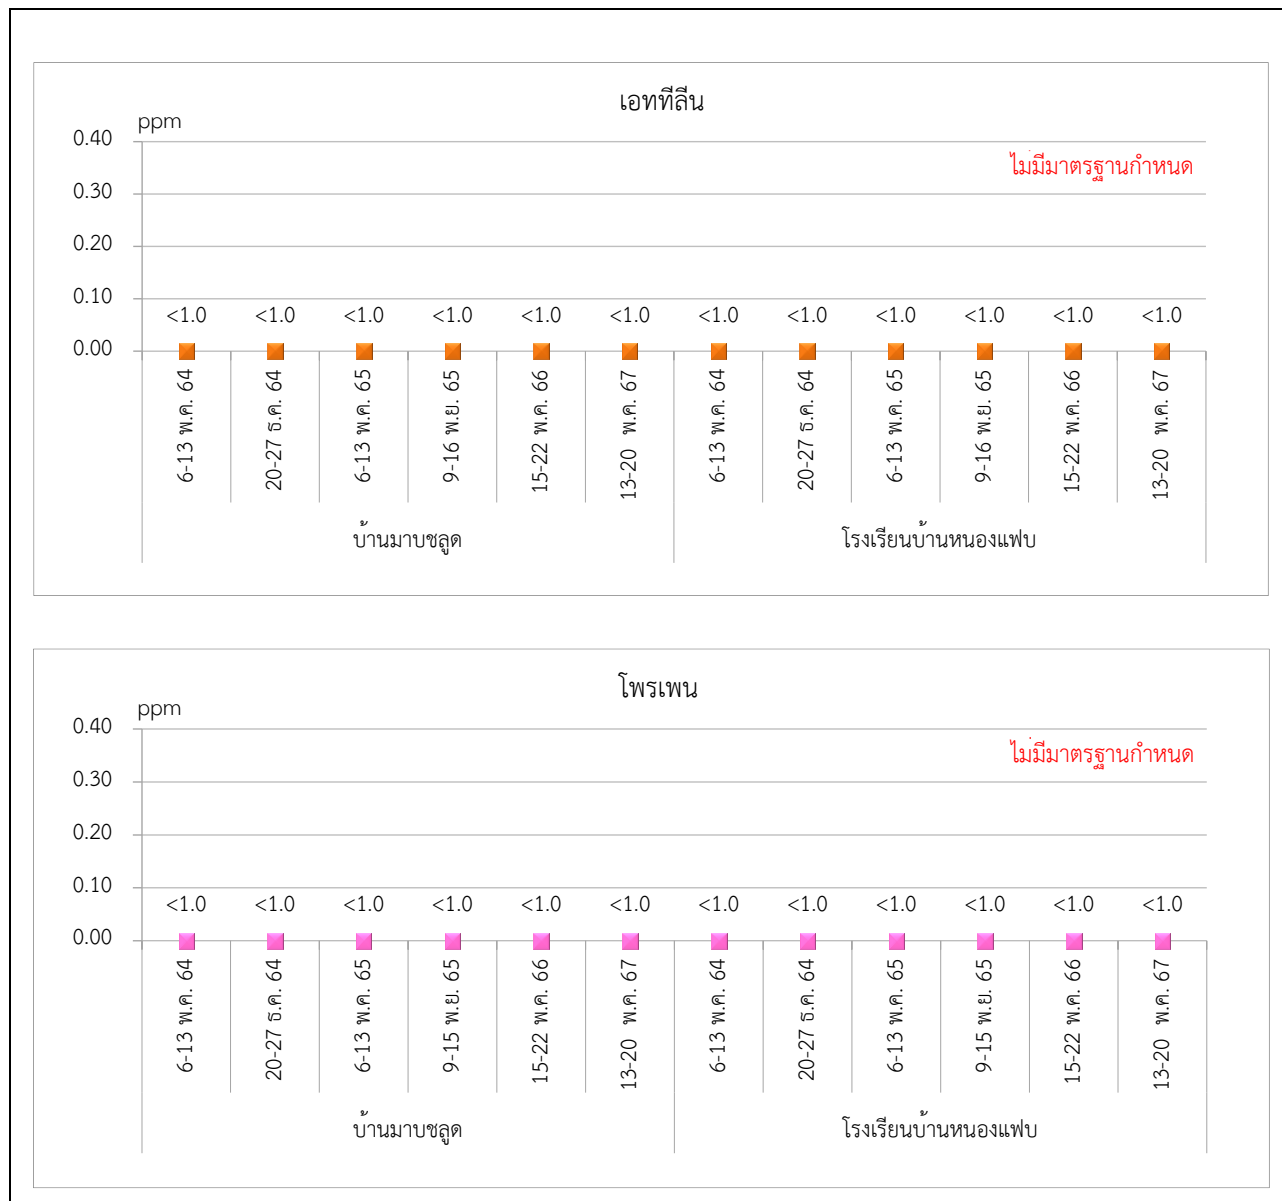 เอททีลีน
ppm
0.40
ไม่มีมาตรฐานกำหนด
0.30
0.20
0.10
<1.0 <1.0 <1.0 <1.0 <1.0 <1.0 <1.0 <1.0 <1.0 <1.0 <1.0 <1.0
0.00
6-13 พ.ค. 64
20-27 ธ.ค. 64
6-13 พ.ค. 65
9-16 พ.ย. 65
15-22 พ.ค. 66
13-20 พ.ค. 67
6-13 พ.ค. 64
20-27 ธ.ค. 64
6-13 พ.ค. 65
9-16 พ.ย. 65
15-22 พ.ค. 66
13-20 พ.ค. 67
บ้านมาบชลูด โรงเรียนบ้านหนองแฟบ
โพรเพน
ppm
0.40
ไม่มีมาตรฐานกำหนด
0.30
0.20
0.10
<1.0 <1.0 <1.0 <1.0 <1.0 <1.0 <1.0 <1.0 <1.0 <1.0 <1.0 <1.0
0.00
6-13 พ.ค. 64
20-27 ธ.ค. 64
6-13 พ.ค. 65
9-15 พ.ย. 65
15-22 พ.ค. 66
13-20 พ.ค. 67
6-13 พ.ค. 64
20-27 ธ.ค. 64
6-13 พ.ค. 65
9-15 พ.ย. 65
15-22 พ.ค. 66
13-20 พ.ค. 67
บ้านมาบชลูด โรงเรียนบ้านหนองแฟบ